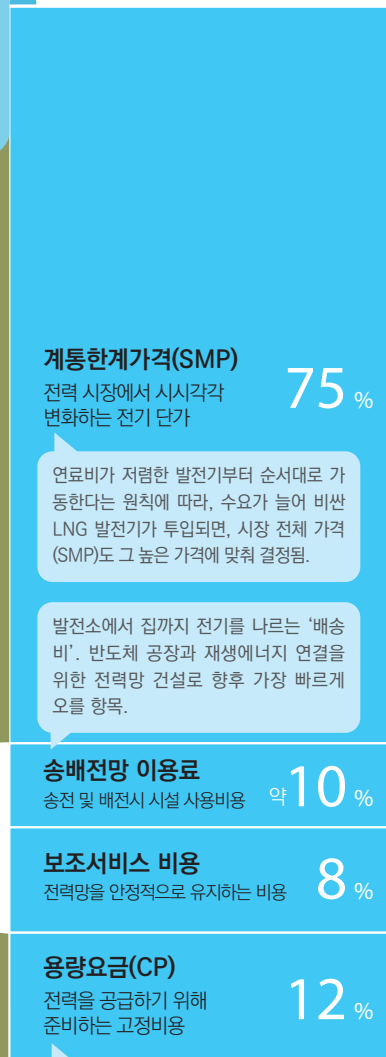 계통한계가격(SMP)
전력 시장에서 시시각각
변화하는 전기 단가
75 %
연료비가 저렴한 발전기부터 순서대로 가
동한다는 원칙에 따라, 수요가 늘어 비싼
LNG 발전기가 투입되면, 시장 전체 가격
(SMP)도 그 높은 가격에 맞춰 결정됨.
발전소에서 집까지 전기를 나르는 ‘배송
비’. 반도체 공장과 재생에너지 연결을
위한 전력망 건설로 향후 가장 빠르게
오를 항목.
송배전망 이용료
송전 및 배전시 시설 사용비용
약10 %
보조서비스 비용
전력망을 안정적으로 유지하는 비용
8 %
용량요금(CP)
전력을 공급하기 위해
준비하는 고정비용
12 %